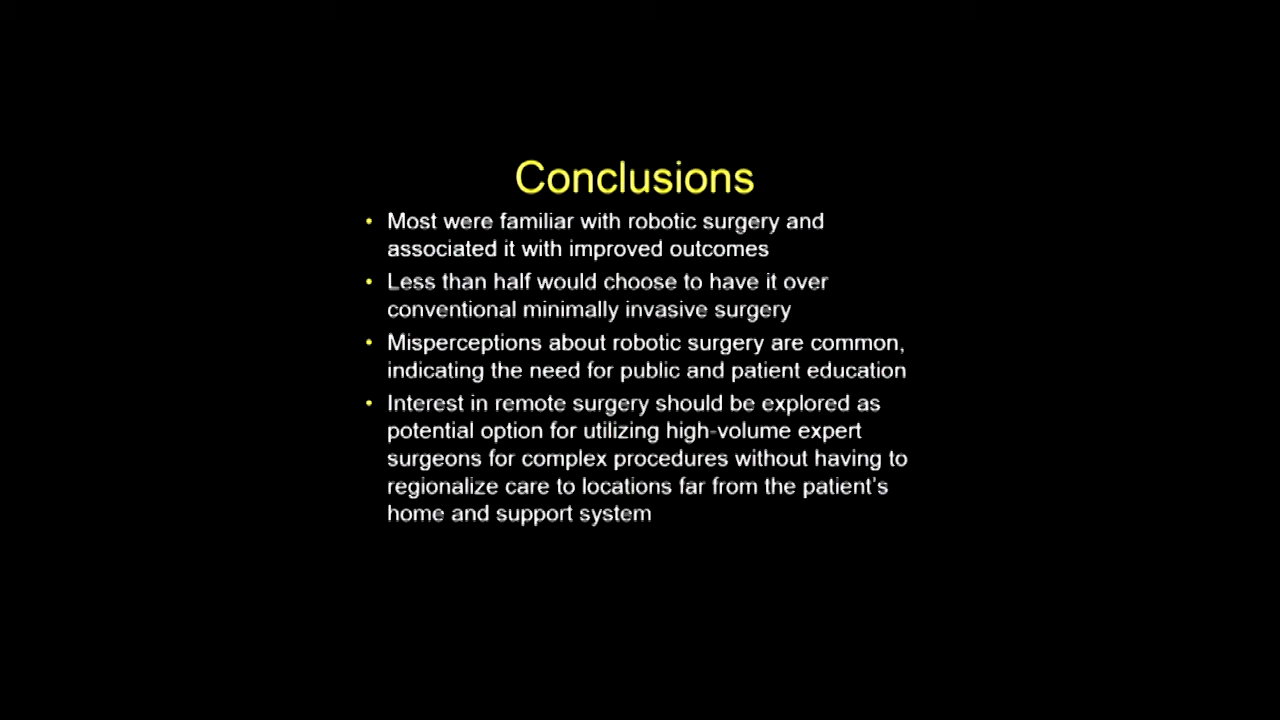 Conclusions
• Most were familiar with robotic surgery and
associated it with improved outcomes
• Less than half would choose to have it over
conventional minimally invasive surgery
• Misperceptions about robotic surgery are common,
indicating the need for public and patient education
• Interest in remote surgery should be explored as
potential option for utilizing high-volume expert
surgeons for complex procedures without having to
regionalize care to locations far from the patient's
home and support system